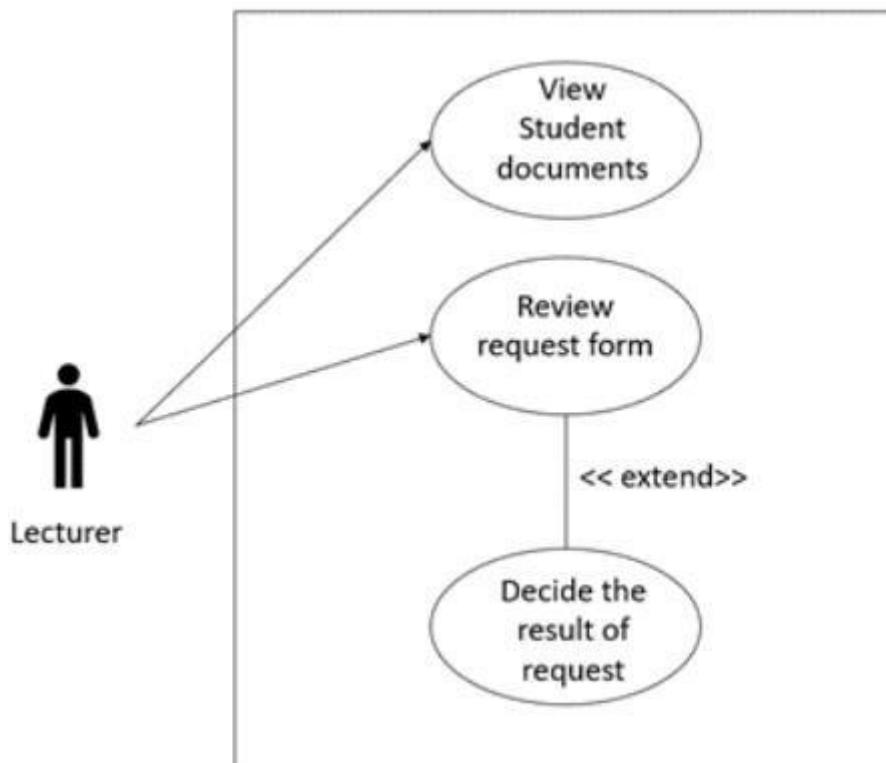 View
Student
documents
Review
request form
<< extend>>
Lecturer
Decide the
result of
request